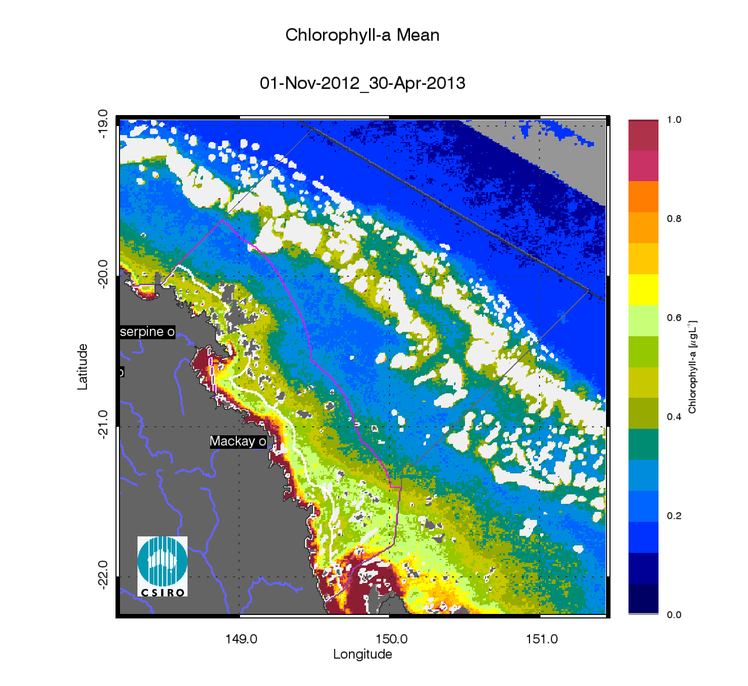 Chlorophyll-a Mean
01-Nov-2012_30-Apr-2013
-19.0
-20.0
-21.0
-22.0
Latitude
serpine o
o
Mackay o
CSIRO
149.0
150.0
151.0
Longitude
1.0
0.8
0.6
0.4
0.2
0.0
Chlorophyll-a [µgL⁻¹]